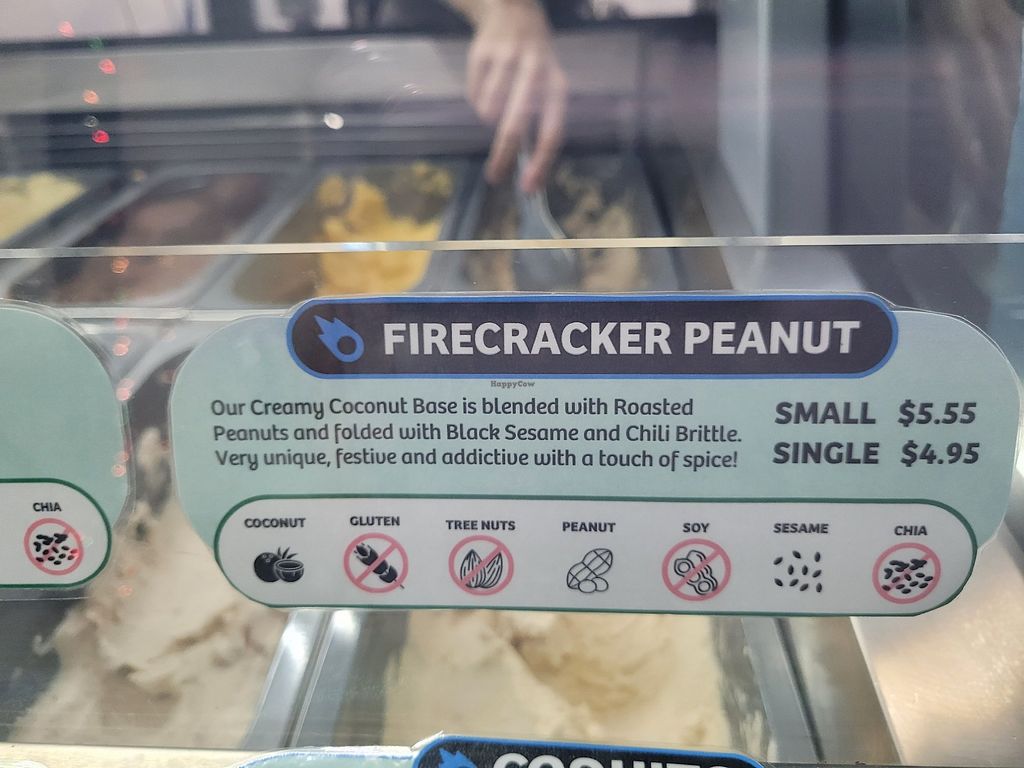 FIRECRACKER PEANUT
HappyCow
Our Creamy Coconut Base is blended with Roasted
Peanuts and folded with Black Sesame and Chili Brittle.
Very unique, festive and addictive with a touch of spice!
SMALL $5.55
SINGLE $4.95
CHIA
COCONUT GLUTEN TREE NUTS PEANUT SOY SESAME CHIA